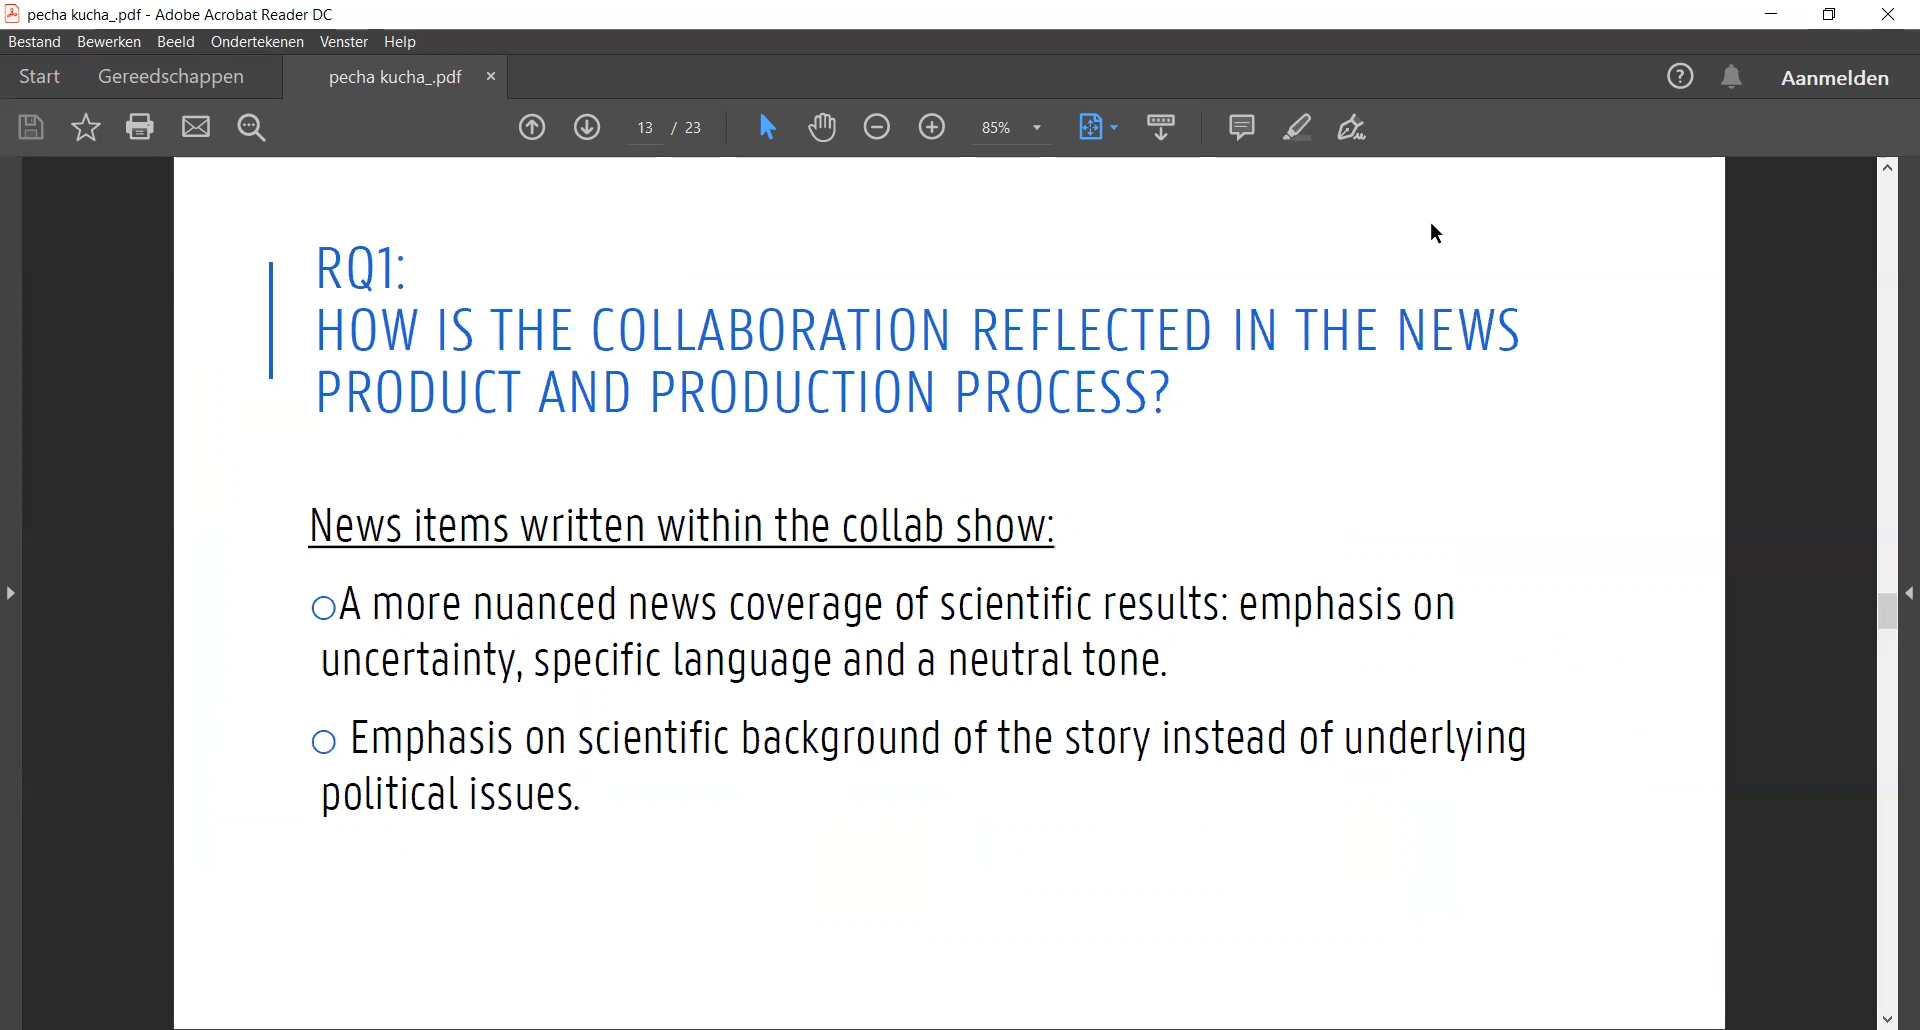 pecha kucha_.pdf - Adobe Acrobat Reader DC
Bestand Bewerken Beeld Ondertekenen Venster Help
Start Gereedschappen pecha kucha_.pdf × Aanmelden
13 / 23 85%
RQ1:
HOW IS THE COLLABORATION REFLECTED IN THE NEWS
PRODUCT AND PRODUCTION PROCESS?
News items written within the collab show:
A more nuanced news coverage of scientific results: emphasis on
uncertainty, specific language and a neutral tone.
Emphasis on scientific background of the story instead of underlying
political issues.